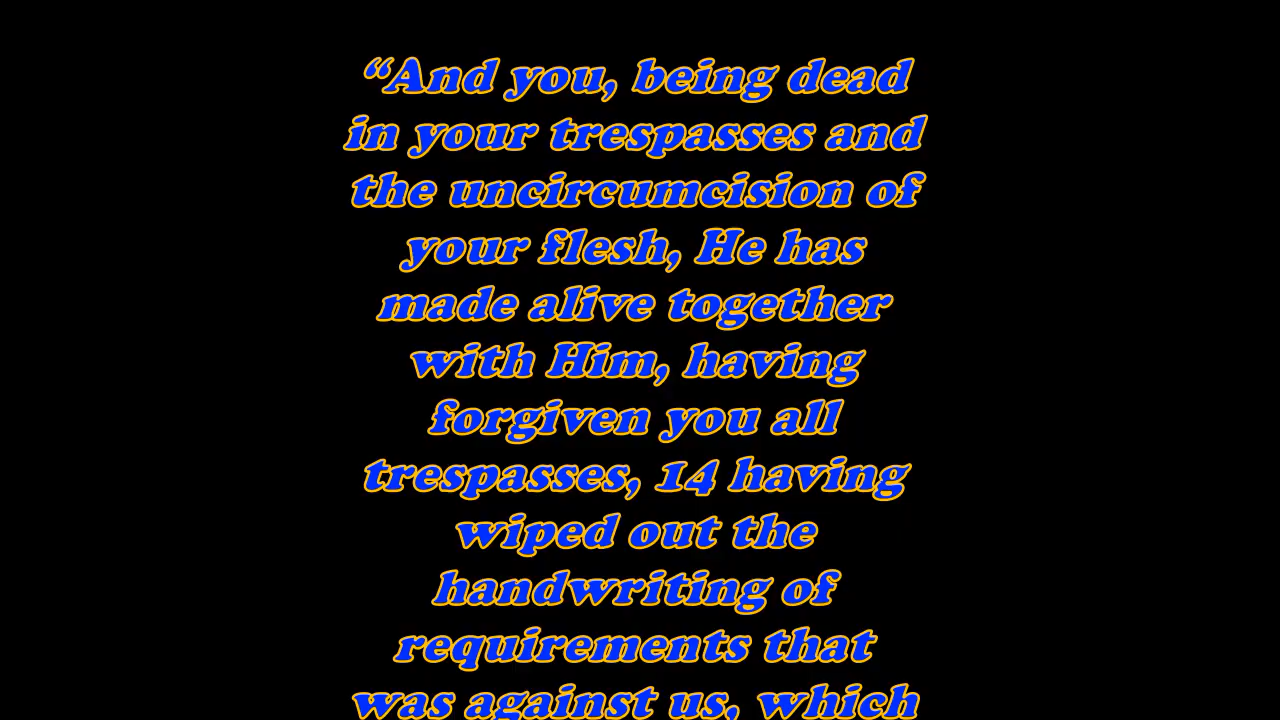 “And you, being dead
in your trespasses and
the uncircumcision of
your flesh, He has
made alive together
with Him, having
forgiven you all
trespasses, 14 having
wiped out the
handwriting of
requirements that
was against us, which